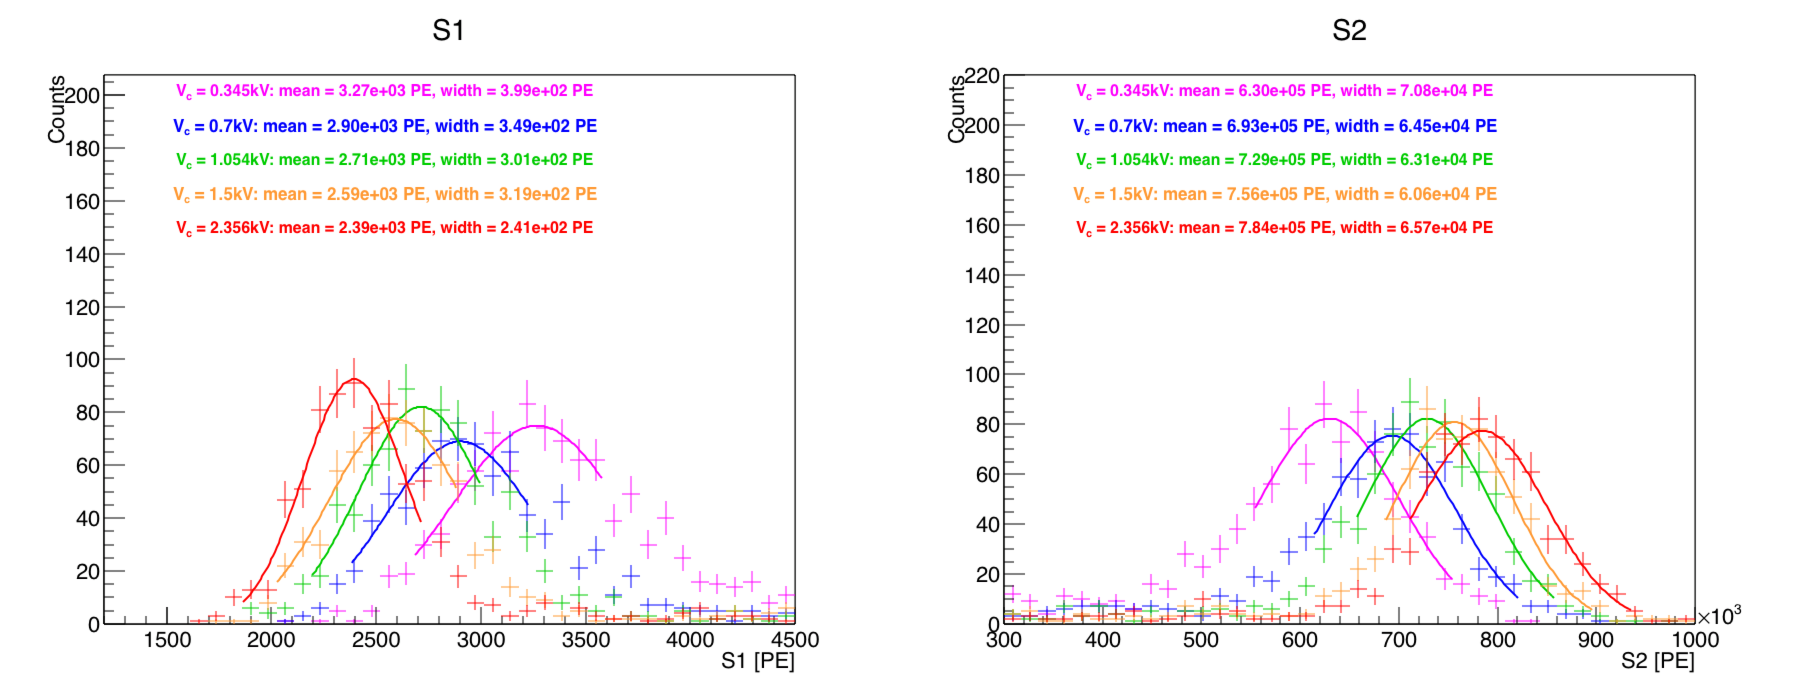 S1
Counts
200
180
160
140
120
100
80
60
40
20
0
V_c = 0.345kV: mean = 3.27e+03 PE, width = 3.99e+02 PE
V_c = 0.7kV: mean = 2.90e+03 PE, width = 3.49e+02 PE
V_c = 1.054kV: mean = 2.71e+03 PE, width = 3.01e+02 PE
V_c = 1.5kV: mean = 2.59e+03 PE, width = 3.19e+02 PE
V_c = 2.356kV: mean = 2.39e+03 PE, width = 2.41e+02 PE
1500 2000 2500 3000 3500 4000 4500
S1 [PE]
S2
Counts
220
200
180
160
140
120
100
80
60
40
20
0
V_c = 0.345kV: mean = 6.30e+05 PE, width = 7.08e+04 PE
V_c = 0.7kV: mean = 6.93e+05 PE, width = 6.45e+04 PE
V_c = 1.054kV: mean = 7.29e+05 PE, width = 6.31e+04 PE
V_c = 1.5kV: mean = 7.56e+05 PE, width = 6.06e+04 PE
V_c = 2.356kV: mean = 7.84e+05 PE, width = 6.57e+04 PE
×10³
300 400 500 600 700 800 900 1000
S2 [PE]